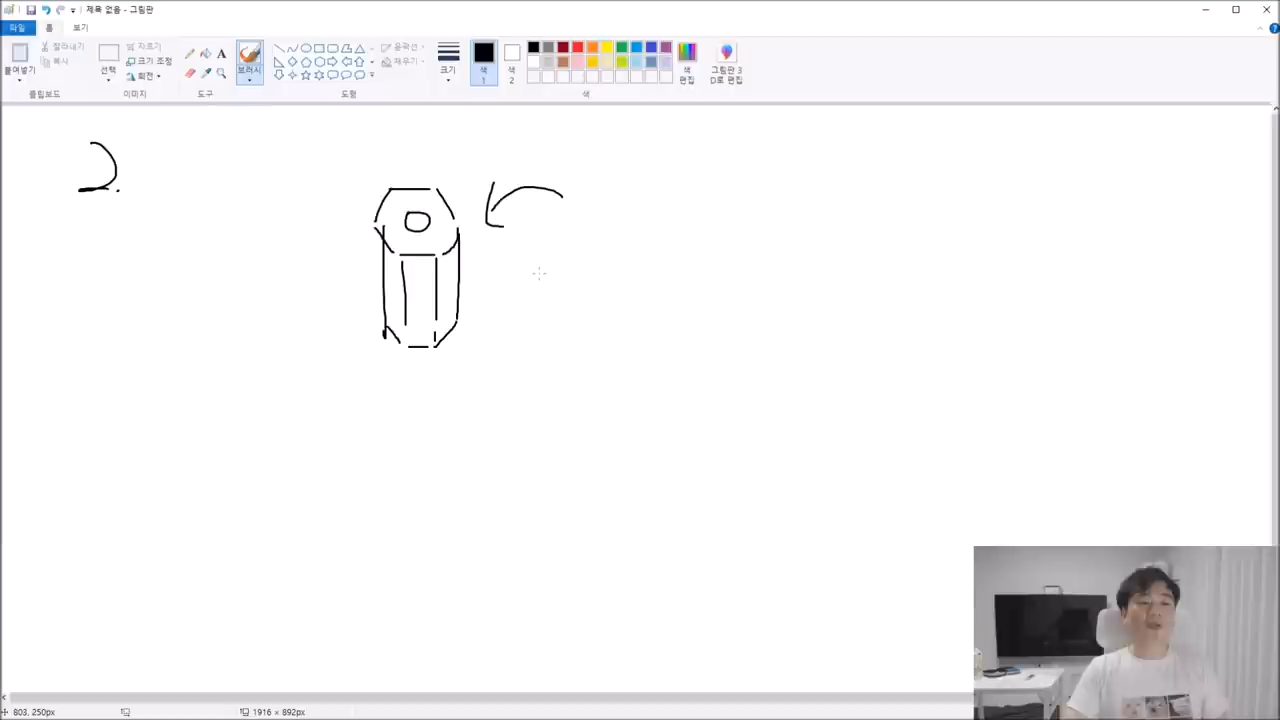 제목 없음 - 그림판
파일 홈 보기
붙여넣기
잘라내기
복사
클립보드
선택
자르기
크기 조정
회전
이미지
A
도구
브러시
도형
윤곽선
채우기
크기
색 1
색 2
색 편집
그림판 3D로 편집
색
2.
803, 250px
1916 × 892px